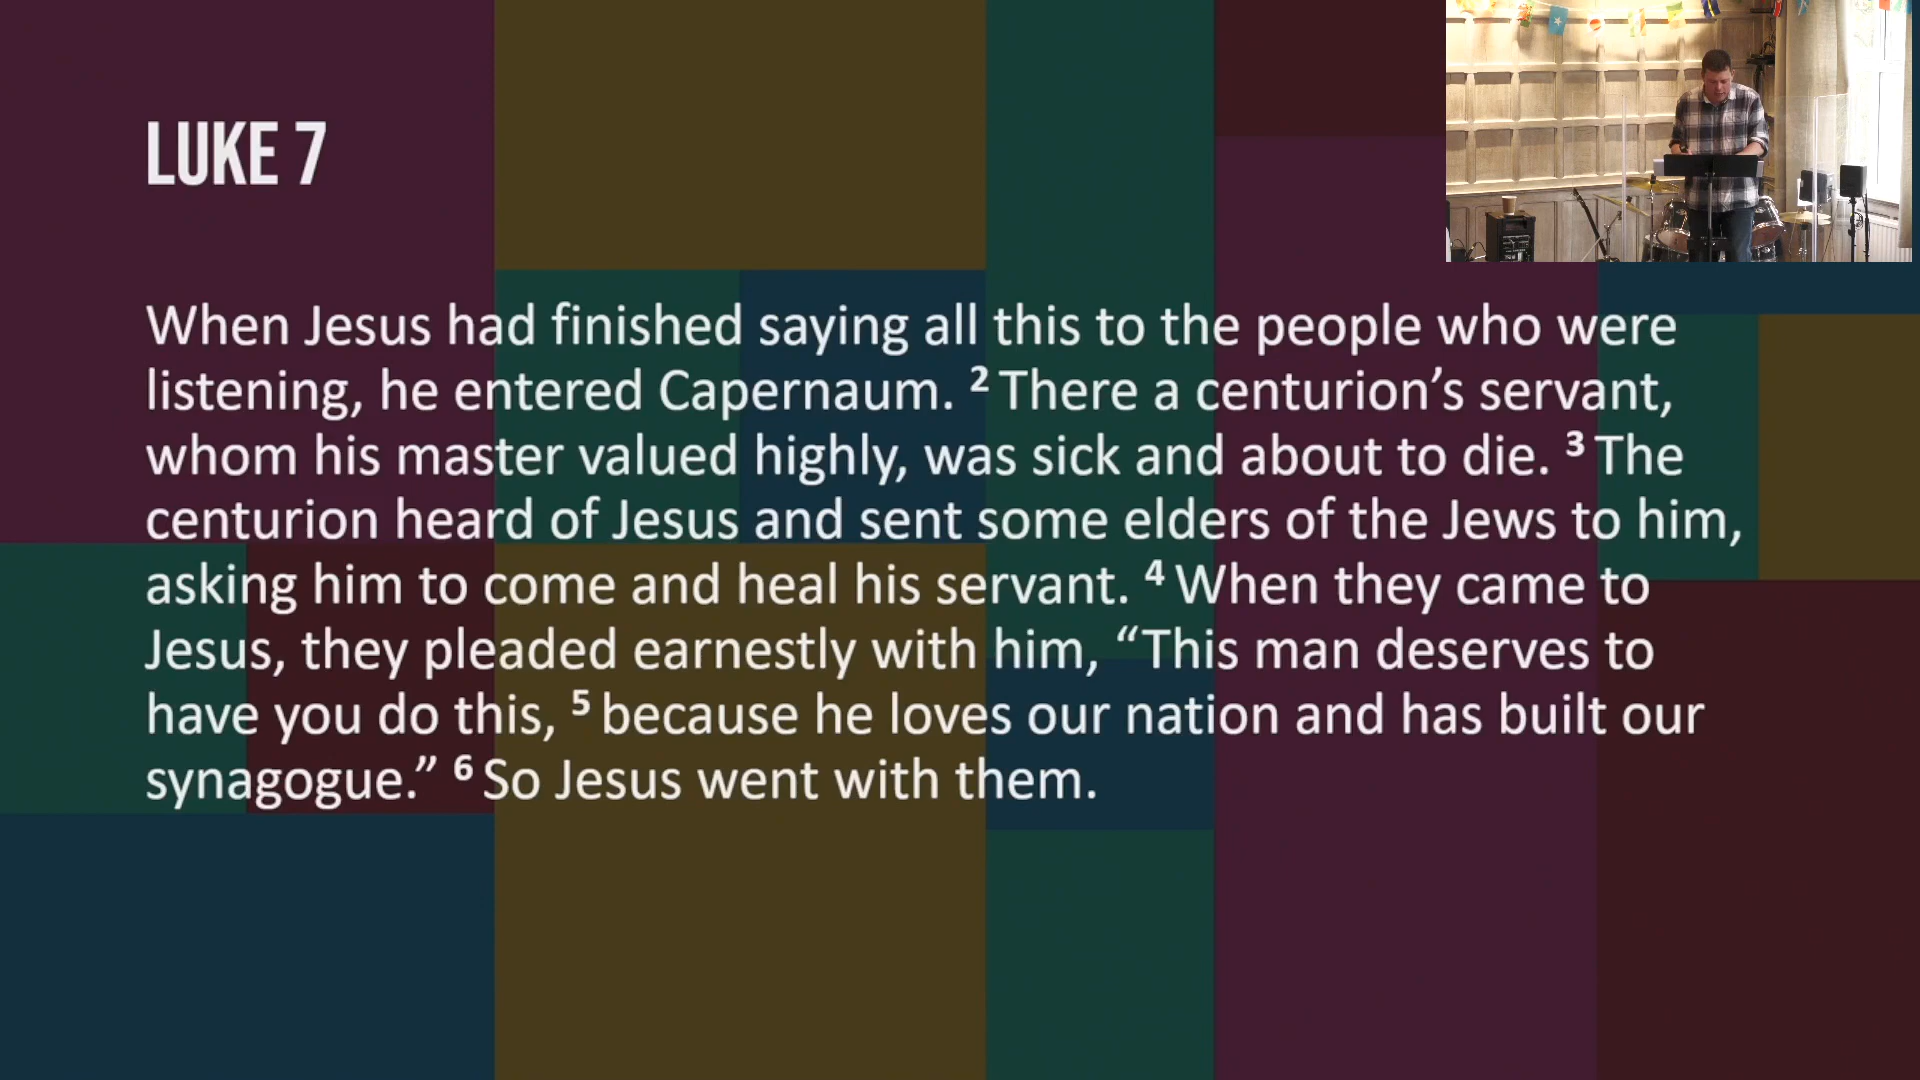 LUKE 7
When Jesus had finished saying all this to the people who were
listening, he entered Capernaum. ² There a centurion’s servant,
whom his master valued highly, was sick and about to die. ³ The
centurion heard of Jesus and sent some elders of the Jews to him,
asking him to come and heal his servant. ⁴ When they came to
Jesus, they pleaded earnestly with him, “This man deserves to
have you do this, ⁵ because he loves our nation and has built our
synagogue.” ⁶ So Jesus went with them.